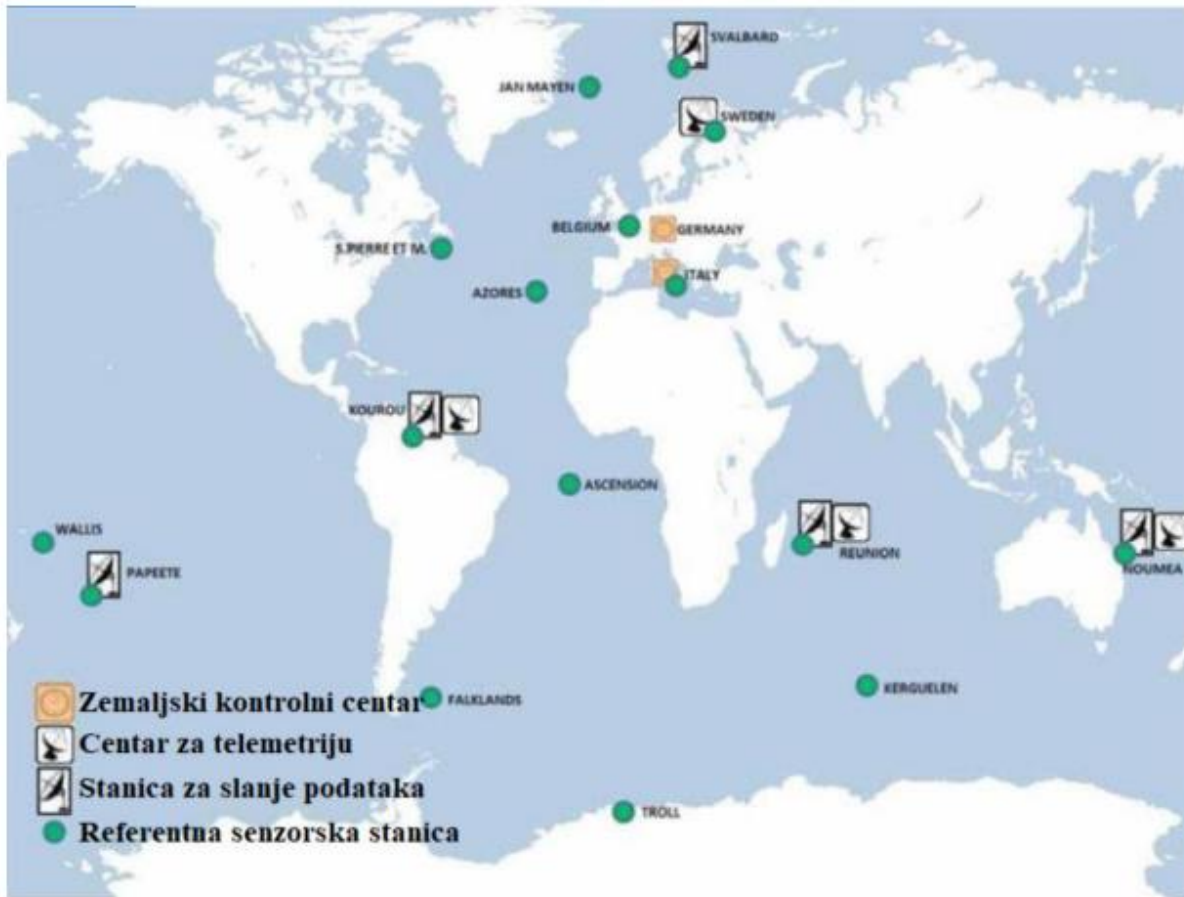 SVALBARD
JAN MAYEN
SWEDEN
BELGIUM
GERMANY
S.PIERRE ET M.
ITALY
AZORES
KOUROU
ASCENSION
WALLIS
REUNION
NOUMEA
PAPEETE
FALKLANDS
KERGUELEN
Zemaljski kontrolni centar
Centar za telemetriju
Stanica za slanje podataka
TROLL
Referentna senzorska stanica